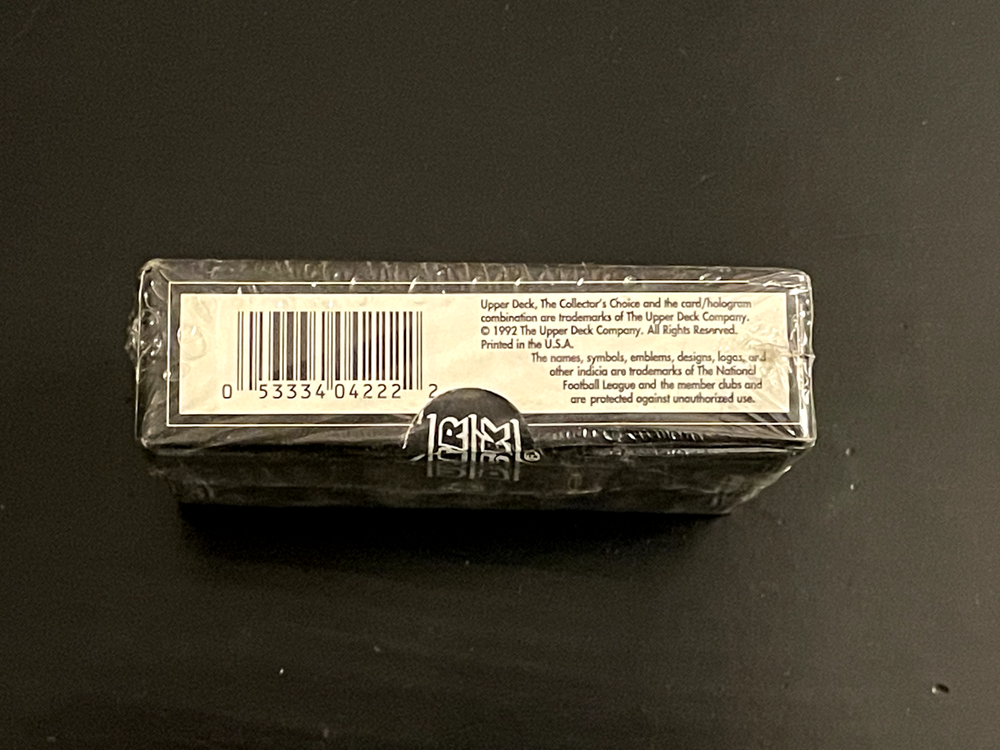 Upper Deck, The Collector's Choice and the card/hologram
combination are trademarks of The Upper Deck Company.
© 1992 The Upper Deck Company. All Rights Reserved.
Printed in the U.S.A.
The names, symbols, emblems, designs, logos, and
other indicia are trademarks of The National
Football League and the member clubs and
are protected against unauthorized use.
0 53334 04222 2